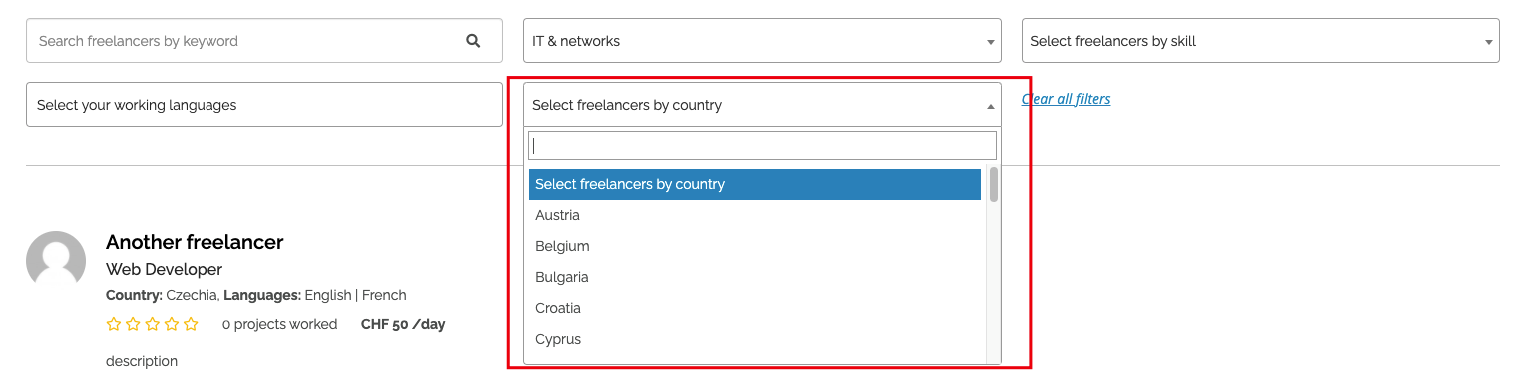 Search freelancers by keyword
IT & networks
Select freelancers by skill
Select your working languages
Select freelancers by country
Clear all filters
Select freelancers by country
Austria
Belgium
Bulgaria
Croatia
Cyprus
Another freelancer
Web Developer
Country: Czechia, Languages: English | French
0 projects worked CHF 50 /day
description